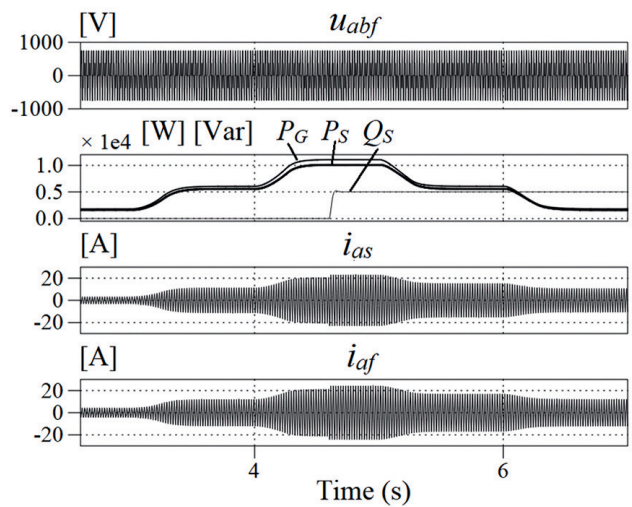 [V] u_abf
1000
0
-1000
× 1e4 [W] [Var] P_G P_S Q_S
1.0
0.5
0.0
[A] i_as
20
0
-20
[A] i_af
20
0
-20
4 6
Time (s)